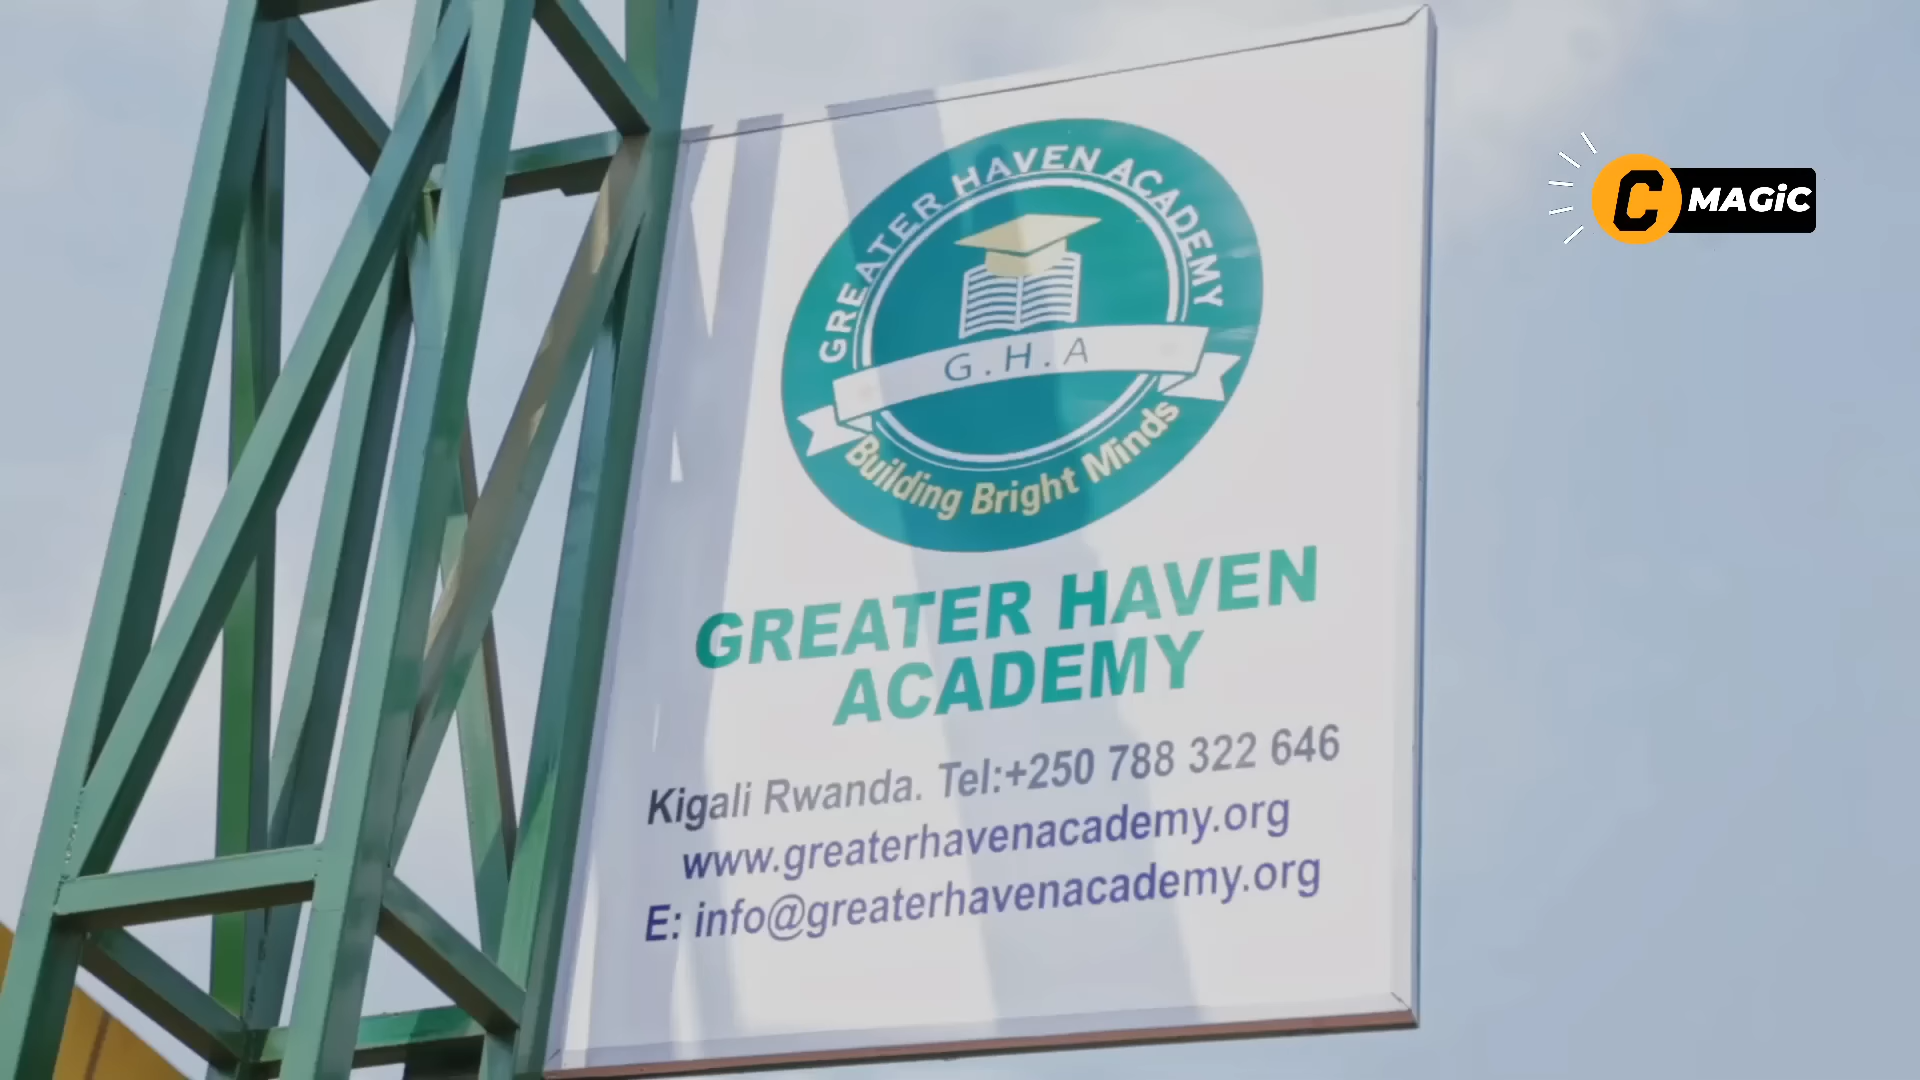 GREATER HAVEN ACADEMY
G.H.A
Building Bright Minds
GREATER HAVEN
ACADEMY
Kigali Rwanda. Tel:+250 788 322 646
www.greaterhavenacademy.org
E: info@greaterhavenacademy.org
C MAGiC